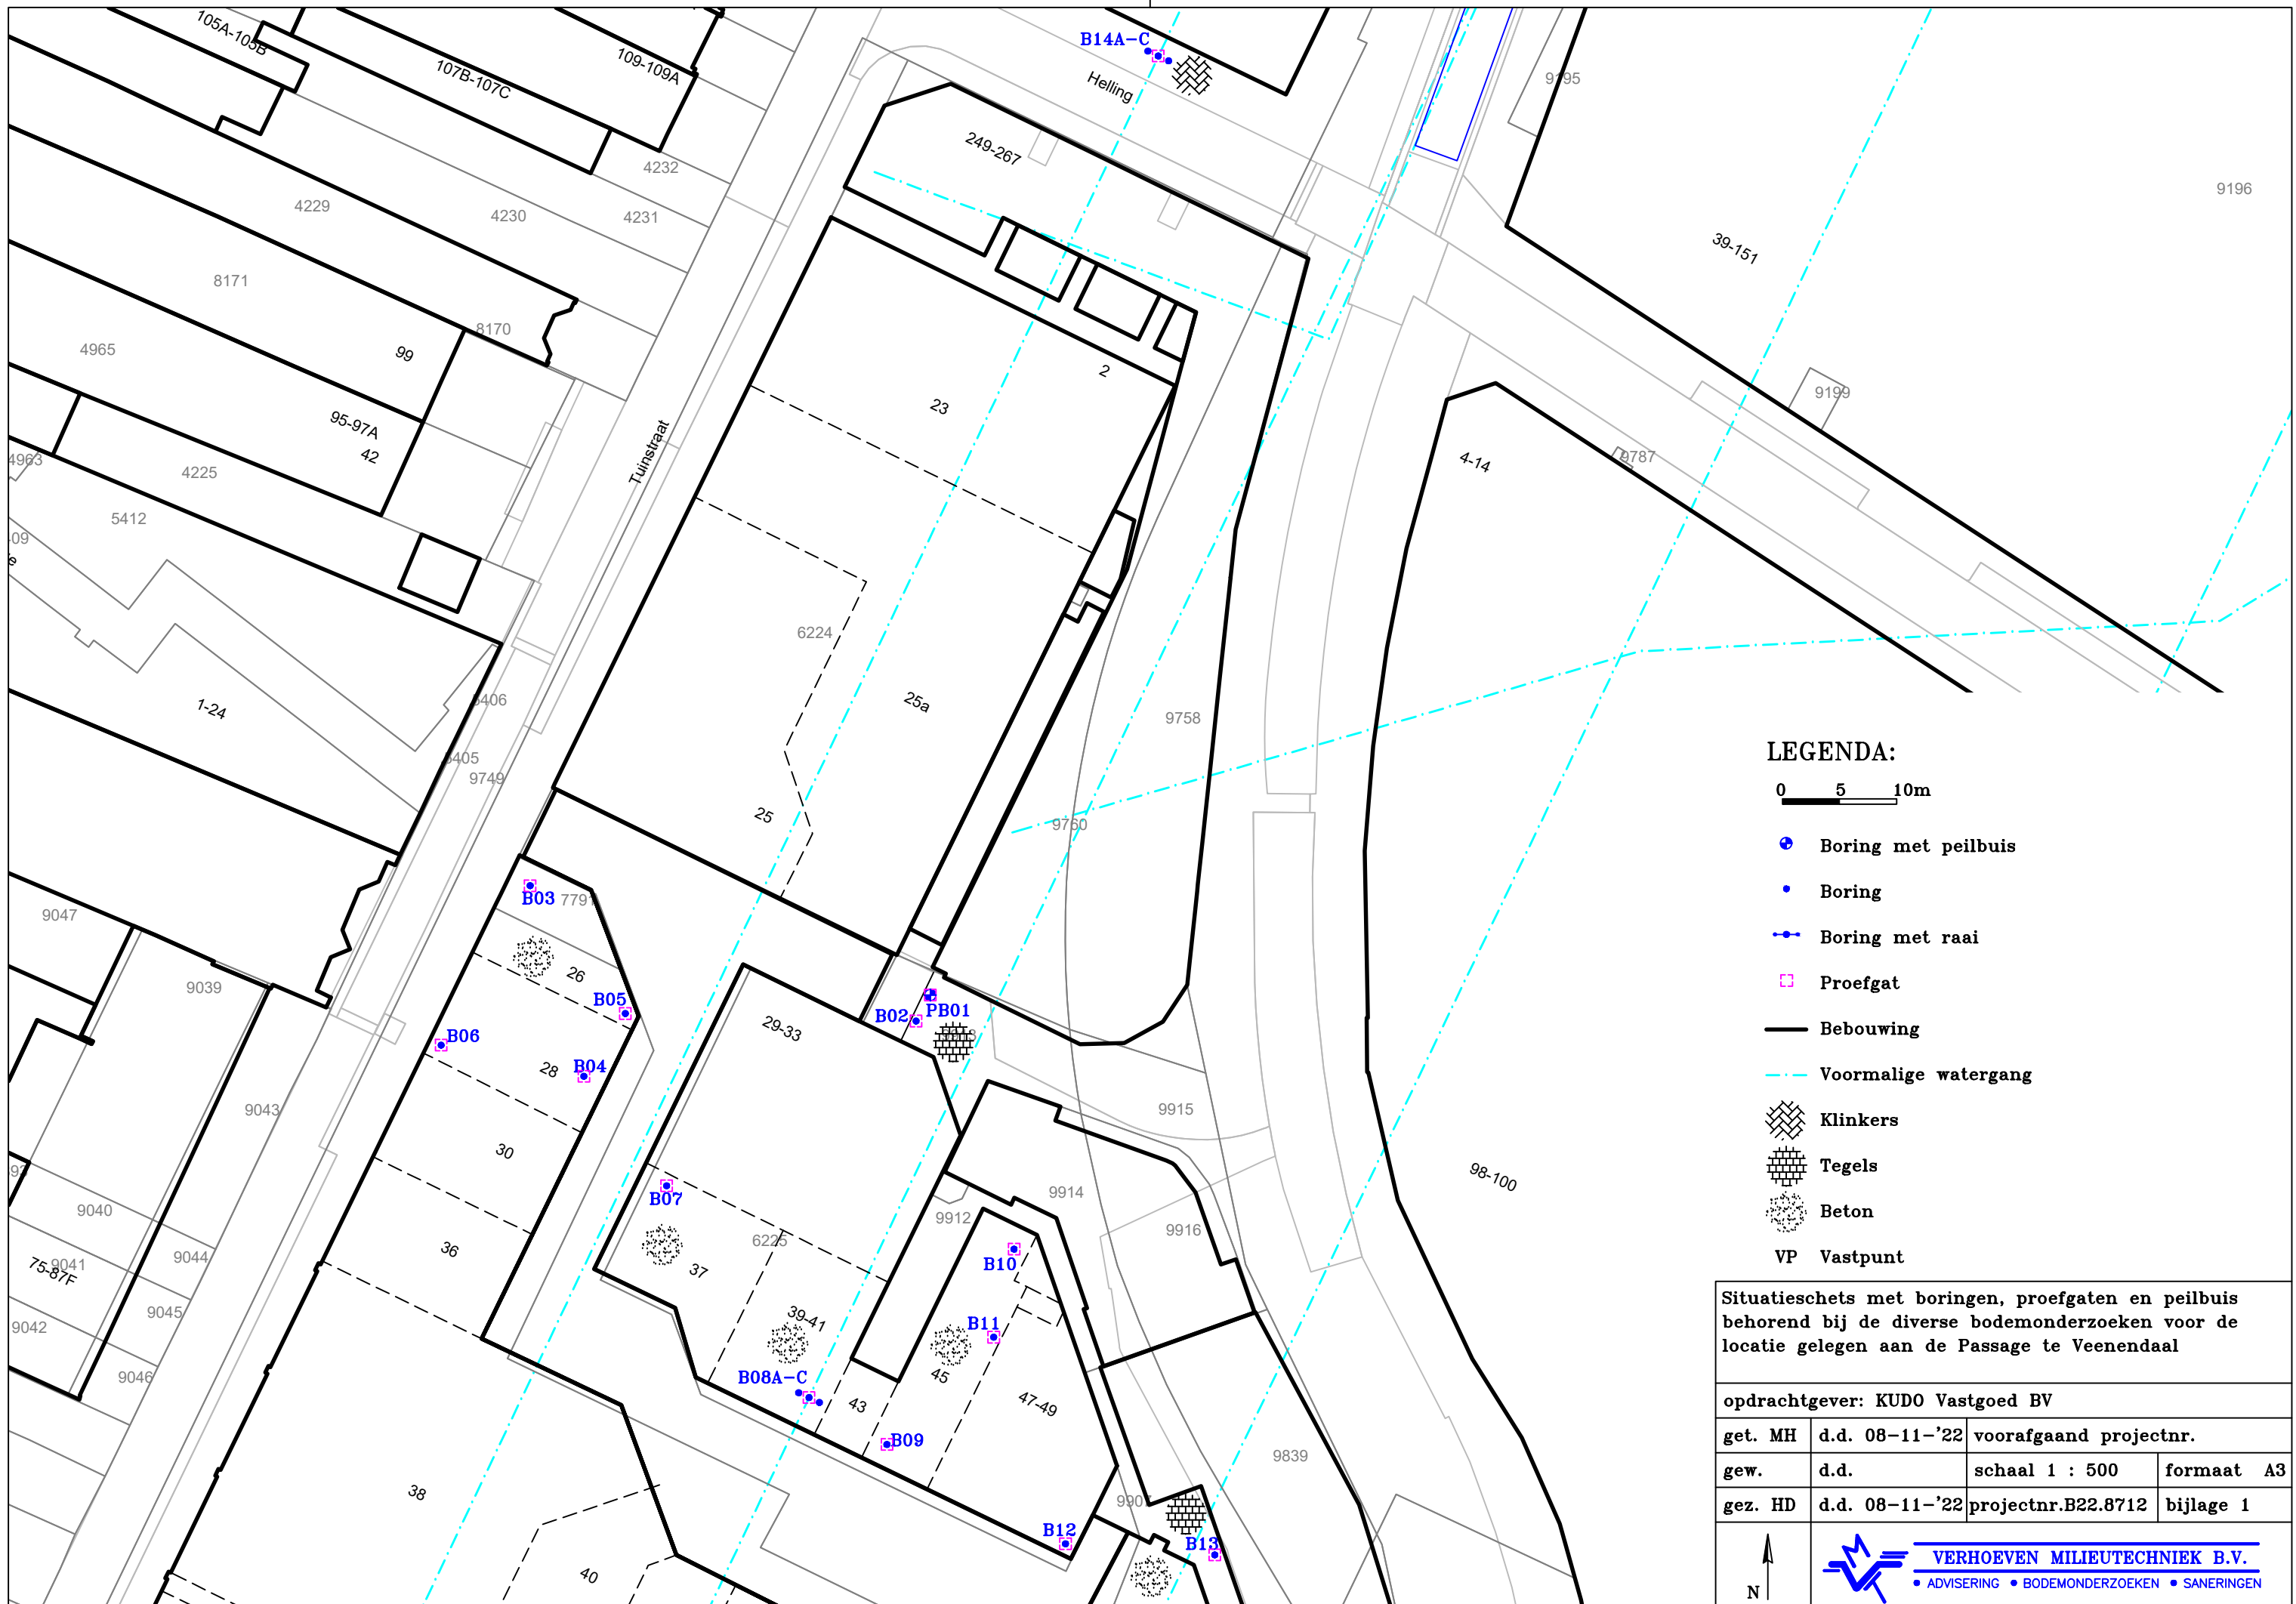 105A-105B
107B-107C
109-109A
B14A-C
Helling
249-267
9195
9196
39-151
4232
4229
4230
4231
8171
8170
4965
99
95-97A
42
4963
4225
5412
Tuinstraat
23
2
4-14
9199
9787
6224
25a
25
1-24
9749
9758
9760
9047
9039
9043
B03
7791
26
B05
B06
28
B04
30
36
29-33
B02
PB01
9915
9914
9912
9916
98-100
B07
6225
37
39-41
B10
B11
B08A-C
43
45
47-49
B09
B12
B13
9907
9839
9040
9041
75-87F
9044
9045
9042
9046
38
40
LEGENDA:
0 5 10m
Boring met peilbuis
Boring
Boring met raai
Proefgat
Bebouwing
Voormalige watergang
Klinkers
Tegels
Beton
VP Vastpunt
Situatieschets met boringen, proefgaten en peilbuis
behorend bij de diverse bodemonderzoeken voor de
locatie gelegen aan de Passage te Veenendaal
opdrachtgever: KUDO Vastgoed BV
get. MH d.d. 08-11-'22 voorafgaand projectnr.
gew. d.d. schaal 1 : 500 formaat A3
gez. HD d.d. 08-11-'22 projectnr.B22.8712 bijlage 1
N
VERHOEVEN MILIEUTECHNIEK B.V.
• ADVISERING • BODEMONDERZOEKEN • SANERINGEN